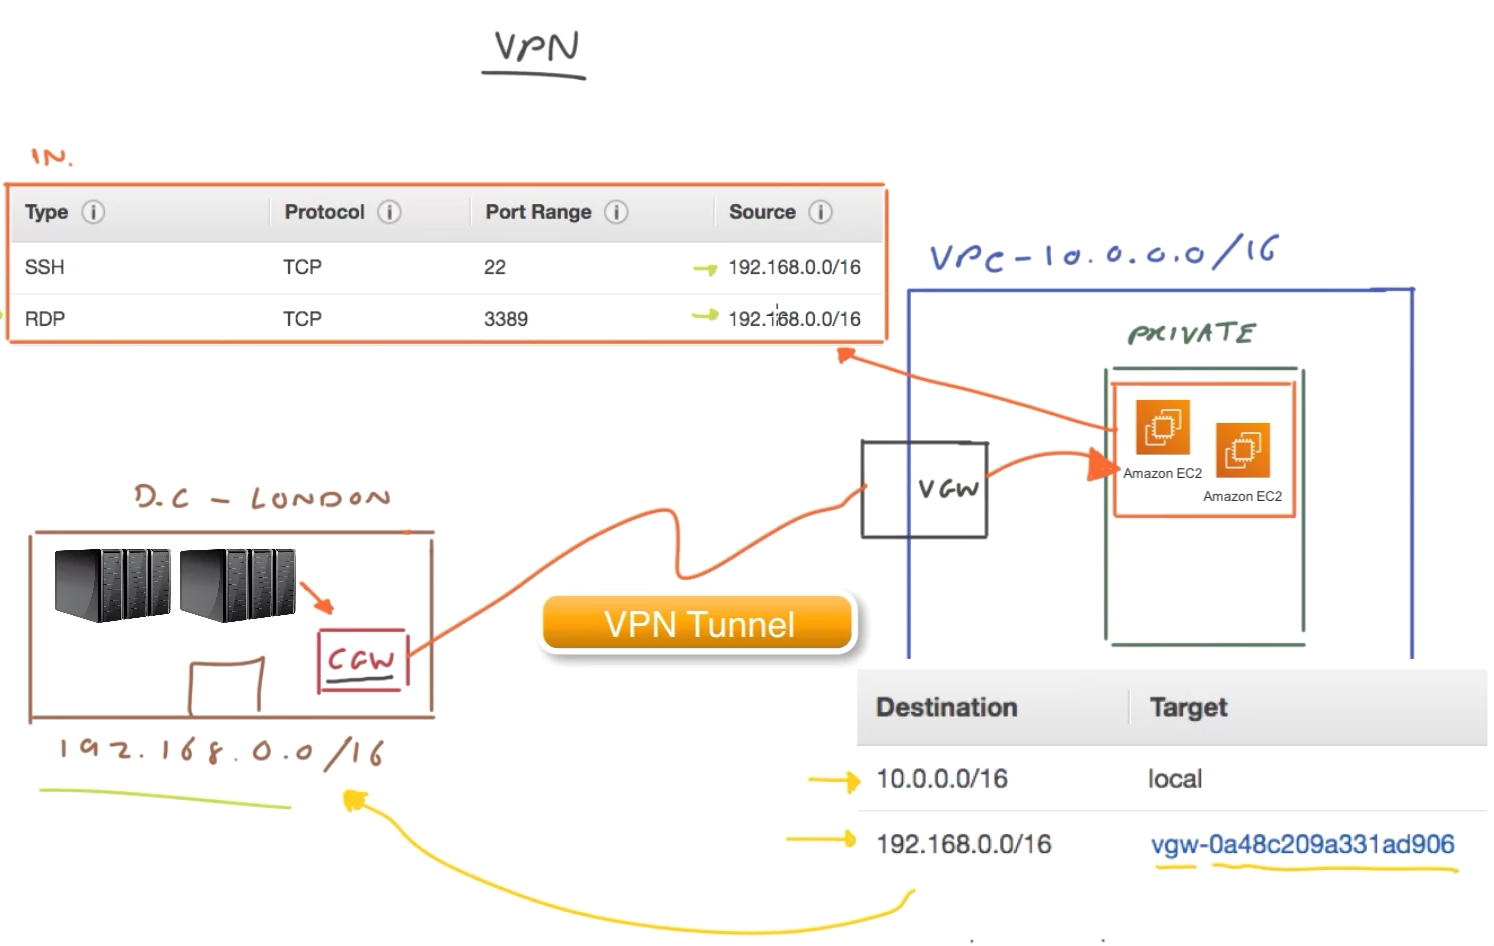 VPN
IN.
Type i Protocol i Port Range i Source i
SSH TCP 22 192.168.0.0/16
RDP TCP 3389 192.168.0.0/16
VPC-10.0.0.0/16
PRIVATE
Amazon EC2
Amazon EC2
VGW
D.C - LONDON
CGW
VPN Tunnel
192.168.0.0/16
Destination Target
10.0.0.0/16 local
192.168.0.0/16 vgw-0a48c209a331ad906